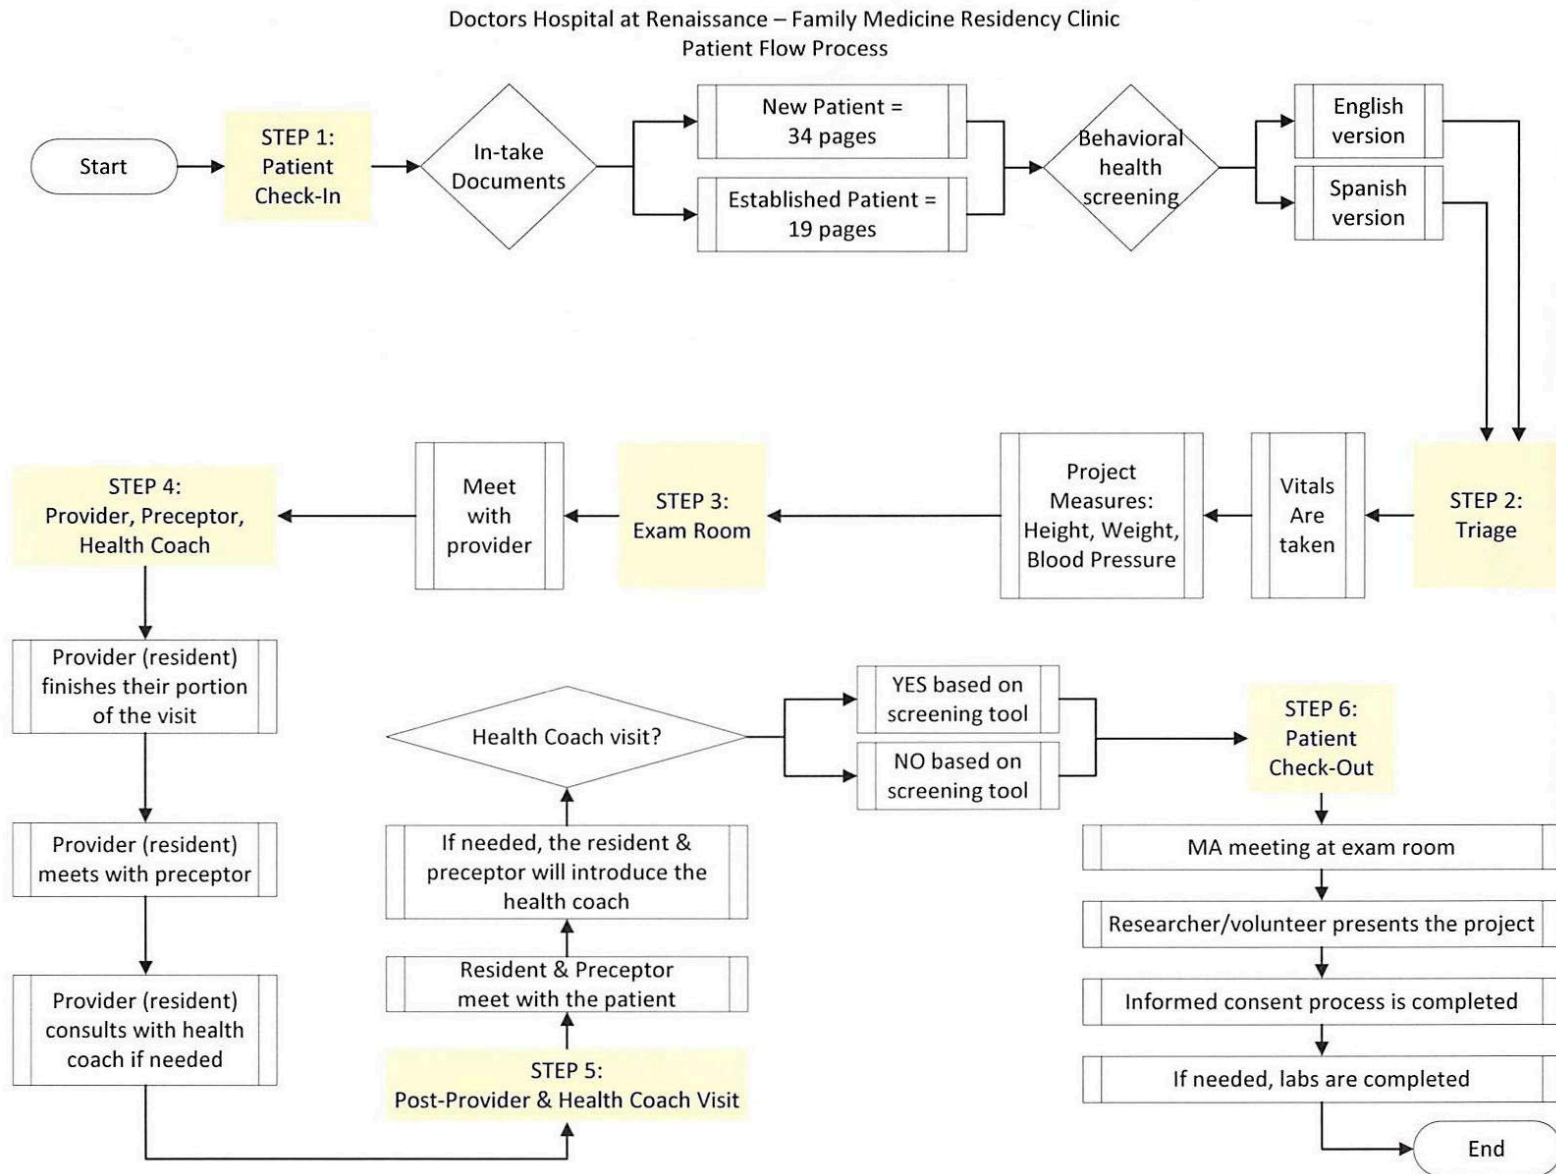 Doctors Hospital at Renaissance – Family Medicine Residency Clinic
Patient Flow Process
Start
STEP 1:
Patient
Check-In
In-take
Documents
New Patient =
34 pages
Established Patient =
19 pages
Behavioral
health
screening
English
version
Spanish
version
STEP 2:
Triage
Vitals
Are
taken
Project
Measures:
Height, Weight,
Blood Pressure
STEP 3:
Exam Room
Meet
with
provider
STEP 4:
Provider, Preceptor,
Health Coach
Provider (resident)
finishes their portion
of the visit
Provider (resident)
meets with preceptor
Provider (resident)
consults with health
coach if needed
STEP 5:
Post-Provider & Health Coach Visit
Resident & Preceptor
meet with the patient
If needed, the resident &
preceptor will introduce the
health coach
Health Coach visit?
YES based on
screening tool
NO based on
screening tool
STEP 6:
Patient
Check-Out
MA meeting at exam room
Researcher/volunteer presents the project
Informed consent process is completed
If needed, labs are completed
End